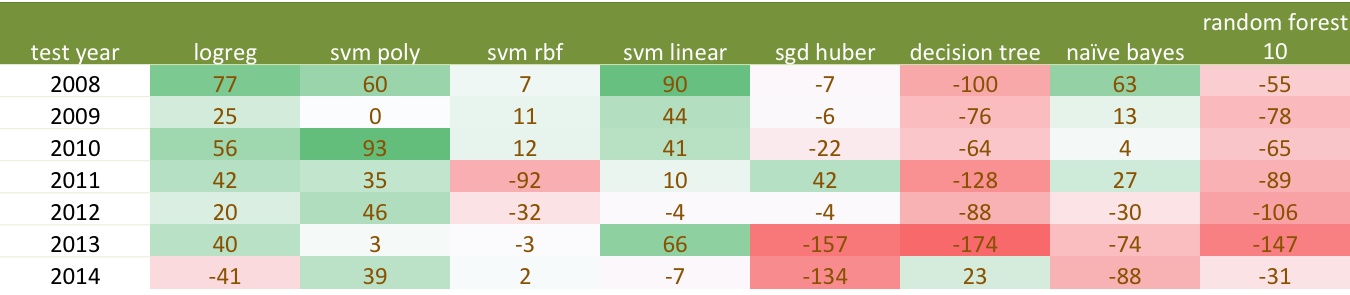 random forest
test year logreg svm poly svm rbf svm linear sgd huber decision tree naïve bayes 10
2008 77 60 7 90 -7 -100 63 -55
2009 25 0 11 44 -6 -76 13 -78
2010 56 93 12 41 -22 -64 4 -65
2011 42 35 -92 10 42 -128 27 -89
2012 20 46 -32 -4 -4 -88 -30 -106
2013 40 3 -3 66 -157 -174 -74 -147
2014 -41 39 2 -7 -134 23 -88 -31